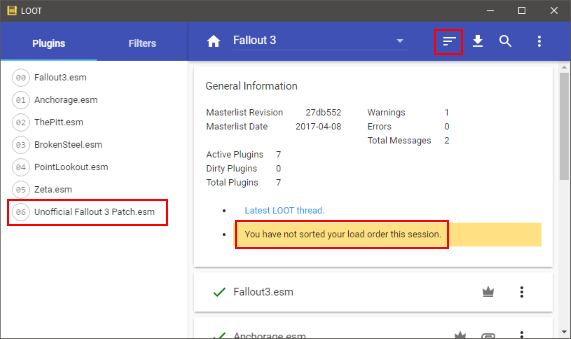 LOOT
Plugins
Filters
Fallout 3
00 Fallout3.esm
01 Anchorage.esm
02 ThePitt.esm
03 BrokenSteel.esm
04 PointLookout.esm
05 Zeta.esm
06 Unofficial Fallout 3 Patch.esm
General Information
Masterlist Revision 27db552 Warnings 1
Masterlist Date 2017-04-08 Errors 0
Total Messages 2
Active Plugins 7
Dirty Plugins 0
Total Plugins 7
Latest LOOT thread.
You have not sorted your load order this session.
Fallout3.esm
Anchorage.esm